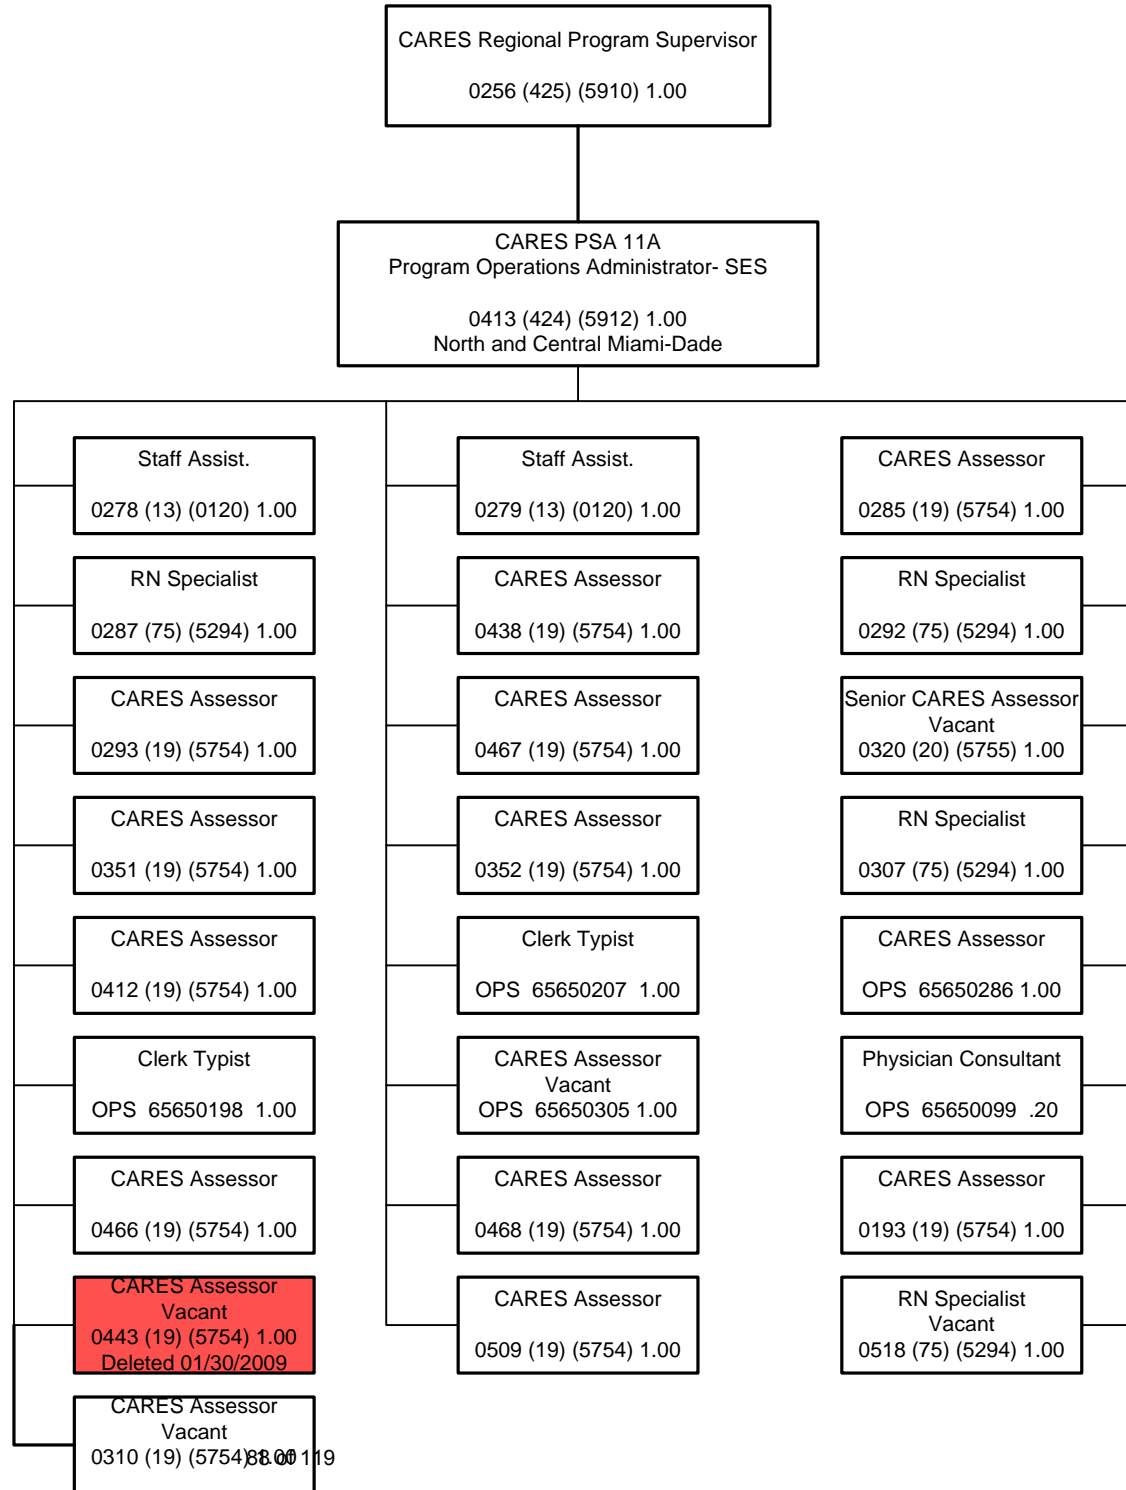 CARES Regional Program Supervisor
0256 (425) (5910) 1.00
CARES PSA 11A
Program Operations Administrator- SES
0413 (424) (5912) 1.00
North and Central Miami-Dade
Staff Assist.
0278 (13) (0120) 1.00
RN Specialist
0287 (75) (5294) 1.00
CARES Assessor
0293 (19) (5754) 1.00
CARES Assessor
0351 (19) (5754) 1.00
CARES Assessor
0412 (19) (5754) 1.00
Clerk Typist
OPS 65650198 1.00
CARES Assessor
0466 (19) (5754) 1.00
CARES Assessor
Vacant
0443 (19) (5754) 1.00
Deleted 01/30/2009
CARES Assessor
Vacant
0310 (19) (5754) 1.00
Staff Assist.
0279 (13) (0120) 1.00
CARES Assessor
0438 (19) (5754) 1.00
CARES Assessor
0467 (19) (5754) 1.00
CARES Assessor
0352 (19) (5754) 1.00
Clerk Typist
OPS 65650207 1.00
CARES Assessor
Vacant
OPS 65650305 1.00
CARES Assessor
0468 (19) (5754) 1.00
CARES Assessor
0509 (19) (5754) 1.00
CARES Assessor
0285 (19) (5754) 1.00
RN Specialist
0292 (75) (5294) 1.00
Senior CARES Assessor
Vacant
0320 (20) (5755) 1.00
RN Specialist
0307 (75) (5294) 1.00
CARES Assessor
OPS 65650286 1.00
Physician Consultant
OPS 65650099 .20
CARES Assessor
0193 (19) (5754) 1.00
RN Specialist
Vacant
0518 (75) (5294) 1.00
88 of 119